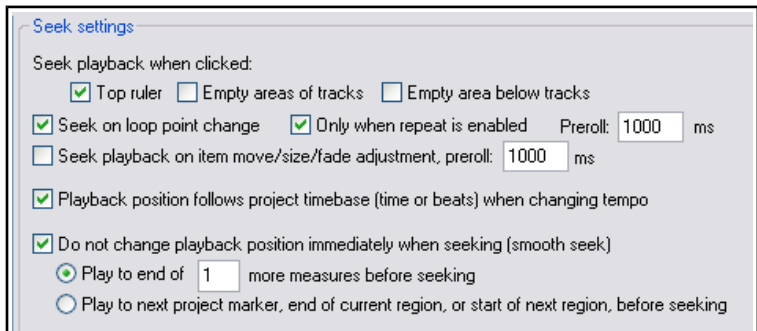 Seek settings
Seek playback when clicked:
Top ruler Empty areas of tracks Empty area below tracks
Seek on loop point change Only when repeat is enabled Preroll: 1000 ms
Seek playback on item move/size/fade adjustment, preroll: 1000 ms
Playback position follows project timebase (time or beats) when changing tempo
Do not change playback position immediately when seeking (smooth seek)
Play to end of 1 more measures before seeking
Play to next project marker, end of current region, or start of next region, before seeking